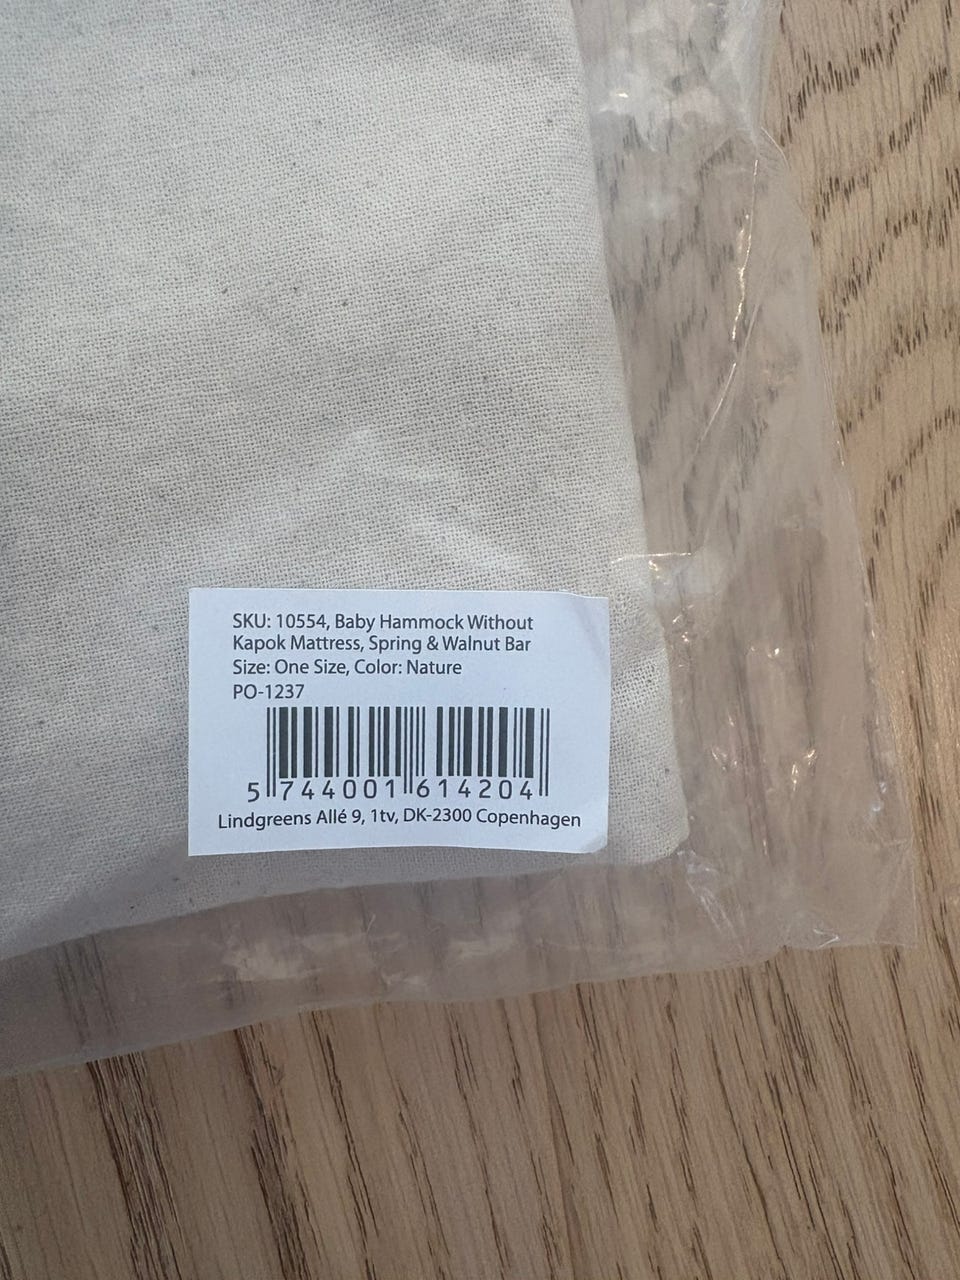 SKU: 10554, Baby Hammock Without
Kapok Mattress, Spring & Walnut Bar
Size: One Size, Color: Nature
PO-1237
5 744001 614204
Lindgreens Allé 9, 1tv, DK-2300 Copenhagen